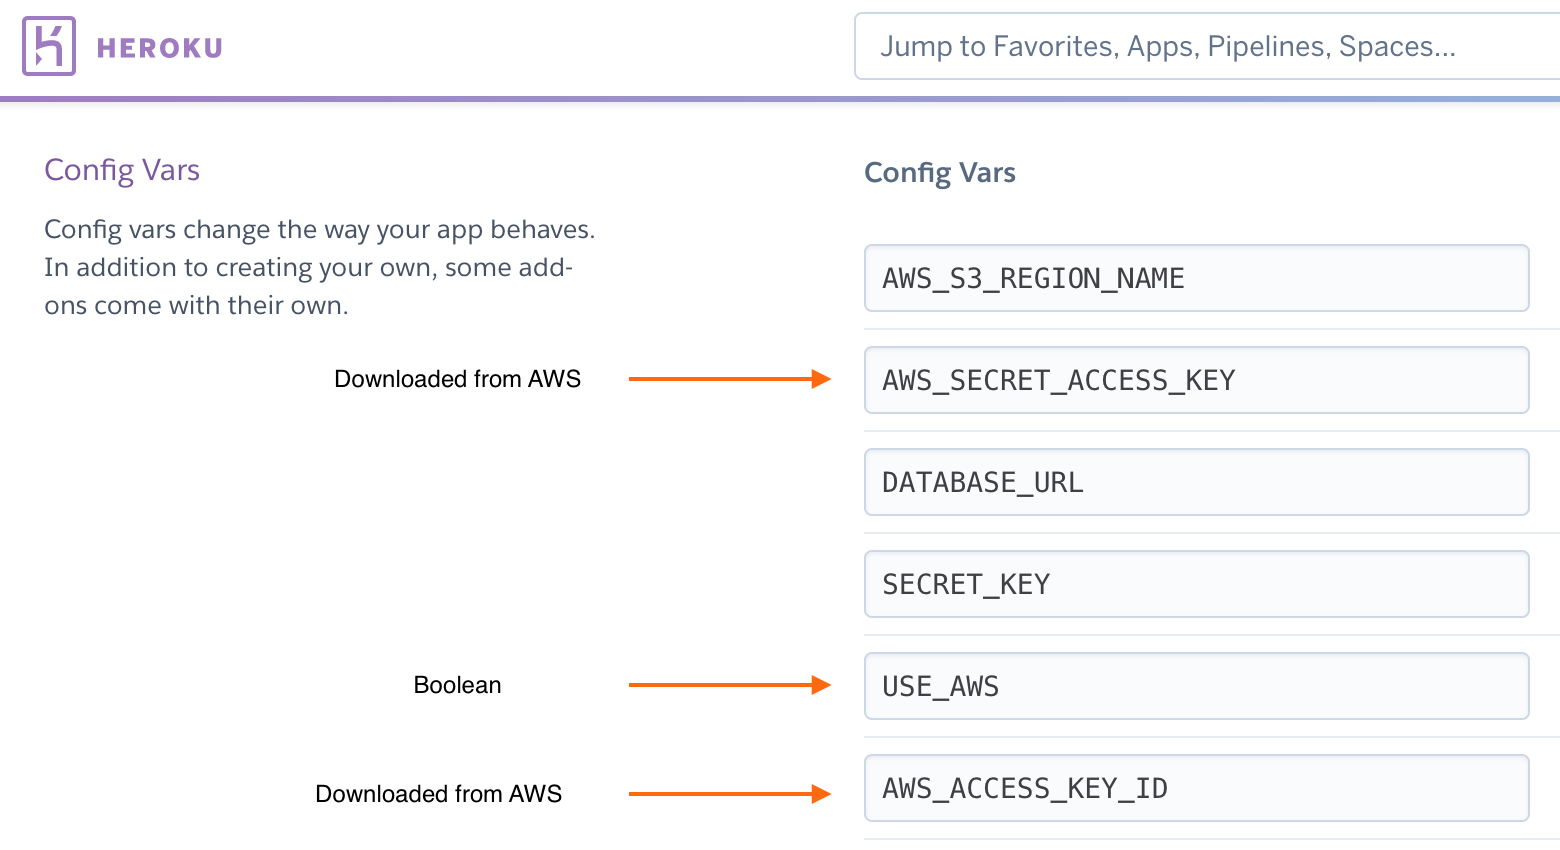 HEROKU
Jump to Favorites, Apps, Pipelines, Spaces...
Config Vars
Config vars change the way your app behaves.
In addition to creating your own, some add-
ons come with their own.
Config Vars
AWS_S3_REGION_NAME
Downloaded from AWS
AWS_SECRET_ACCESS_KEY
DATABASE_URL
SECRET_KEY
Boolean
USE_AWS
Downloaded from AWS
AWS_ACCESS_KEY_ID